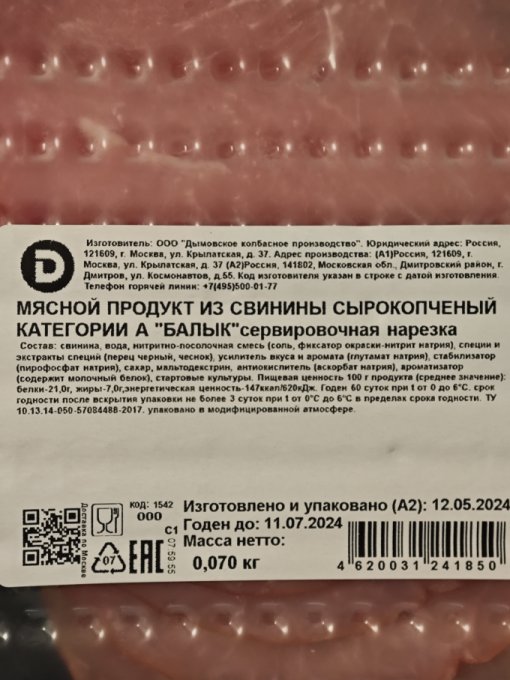 D
Изготовитель: ООО "Дымовское колбасное производство". Юридический адрес: Россия,
121609, г. Москва, ул. Крылатская, д. 37. Адрес производства: (А1)Россия, 121609, г.
Москва, ул. Крылатская, д. 37 (А2)Россия, 141802, Московская обл., Дмитровский район, г.
Дмитров, ул. Космонавтов, д.55. Код изготовителя указан в строке с датой изготовления.
Телефон горячей линии: +7(495)500-01-77
МЯСНОЙ ПРОДУКТ ИЗ СВИНИНЫ СЫРОКОПЧЕНЫЙ
КАТЕГОРИИ А "БАЛЫК"сервировочная нарезка
Состав: свинина, вода, нитритно-посолочная смесь (соль, фиксатор окраски-нитрит натрия), специи и
экстракты специй (перец черный, чеснок), усилитель вкуса и аромата (глутамат натрия), стабилизатор
(пирофосфат натрия), сахар, мальтодекстрин, антиокислитель (аскорбат натрия), ароматизатор
(содержит молочный белок), стартовые культуры. Пищевая ценность 100 г продукта (среднее значение):
белки-21,0г, жиры-7,0г,энергетическая ценность-147ккал/620кДж. Годен 60 суток при t от 0 до 6°С. срок
годности после вскрытия упаковки не более 3 суток при t от 0°С до 6°С в пределах срока годности. ТУ
10.13.14-050-57084488-2017. упаковано в модифицированной атмосфере.
Доставка по Москве
код: 1542
ООО
С1 07:59:55
07
ЕАС
Изготовлено и упаковано (А2): 12.05.2024
Годен до: 11.07.2024
Масса нетто:
0,070 кг
4 620031 241850